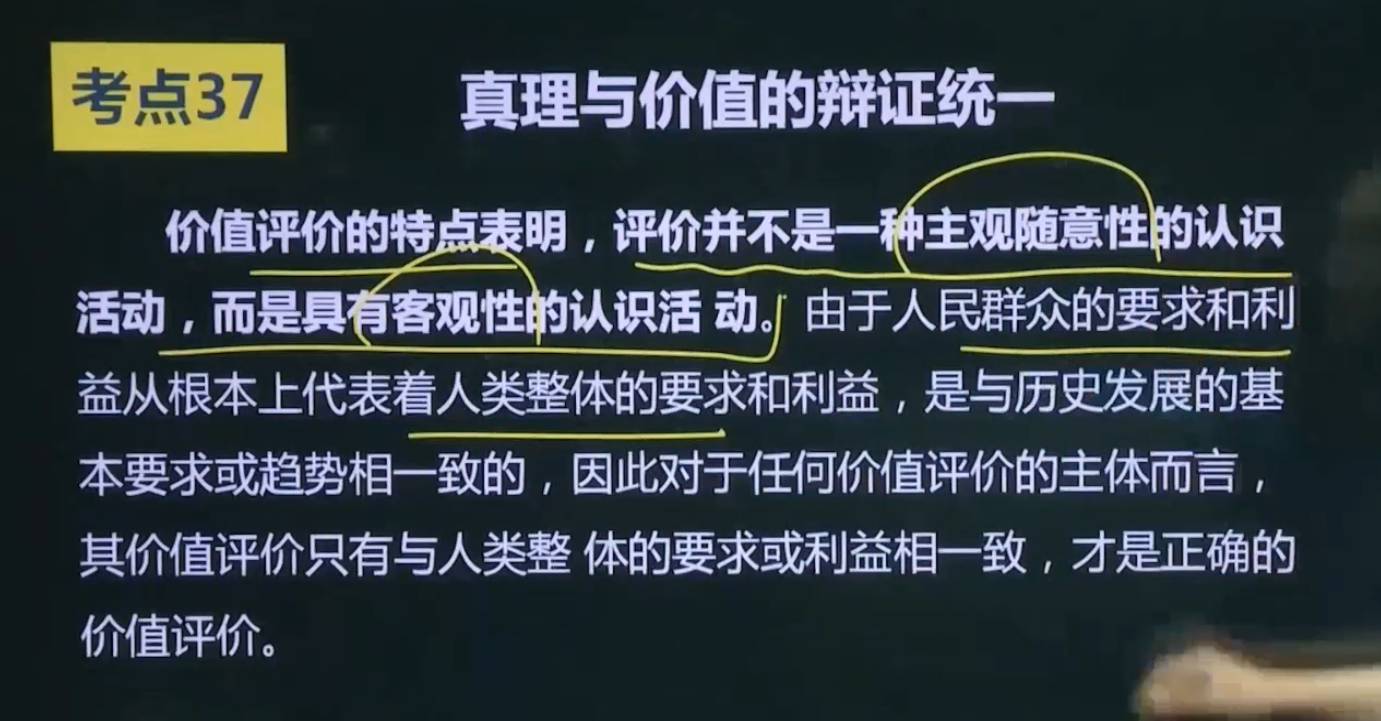 考点37
真理与价值的辩证统一
价值评价的特点表明，评价并不是一种主观随意性的认识
活动，而是具有客观性的认识活 动。由于人民群众的要求和利
益从根本上代表着人类整体的要求和利益，是与历史发展的基
本要求或趋势相一致的，因此对于任何价值评价的主体而言，
其价值评价只有与人类整 体的要求或利益相一致，才是正确的
价值评价。